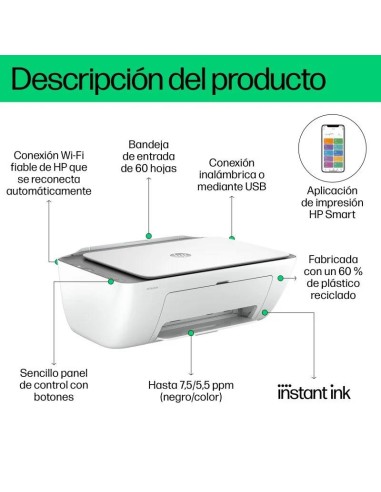 Descripción del producto
Conexión Wi-Fi
fiable de HP que
se reconecta
automáticamente
Bandeja
de entrada
de 60 hojas
Conexión
inalámbrica o
mediante USB
Aplicación
de impresión
HP Smart
Fabricada
con un 60 %
de plástico
reciclado
Sencillo panel
de control con
botones
Hasta 7,5/5,5 ppm
(negro/color)
instant ink